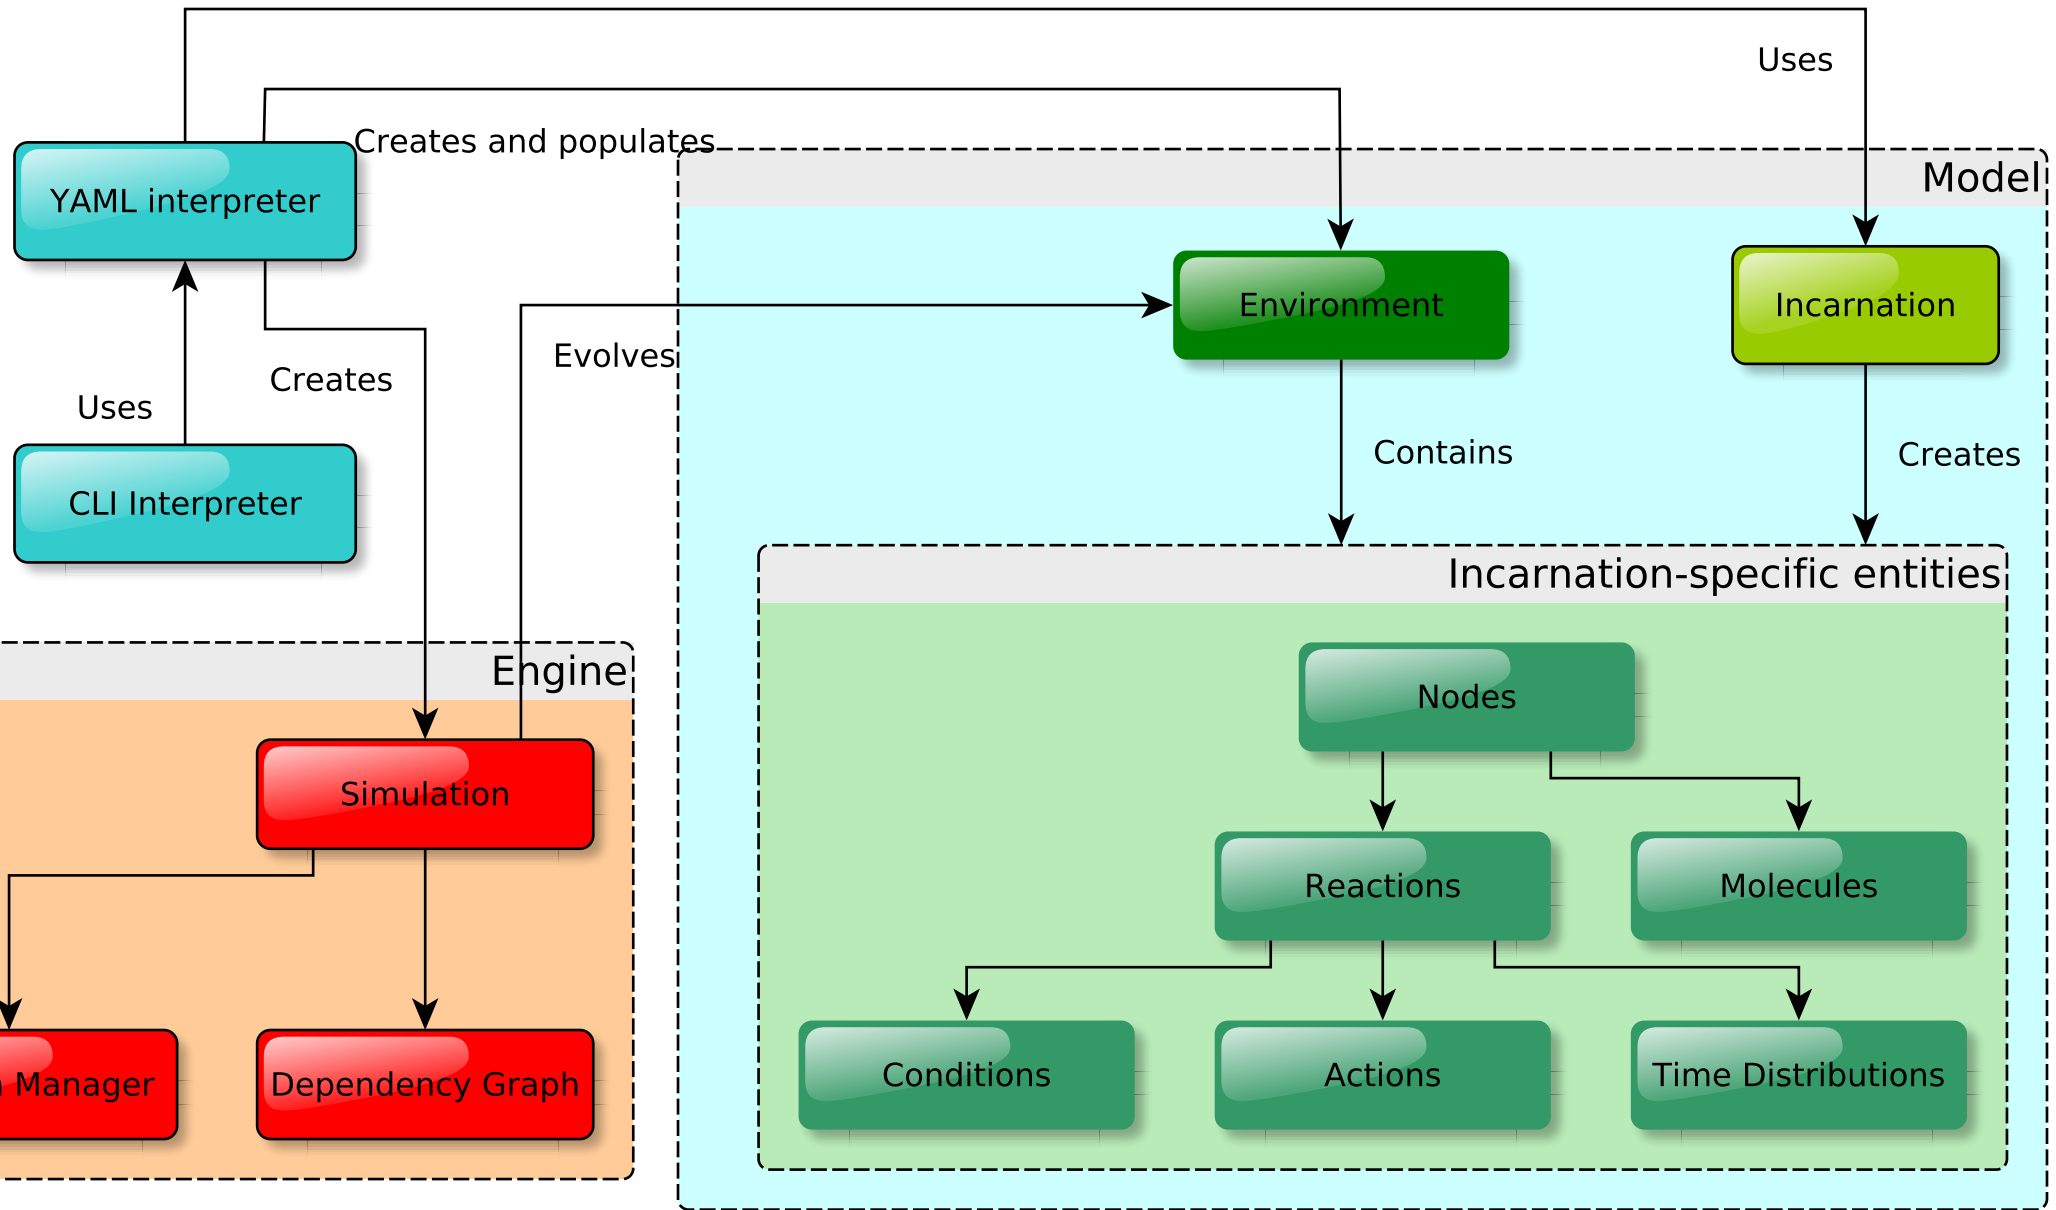 Uses
Creates and populates
Model
YAML interpreter
Environment
Incarnation
Evolves
Creates
Uses
Contains
Creates
CLI Interpreter
Incarnation-specific entities
Engine
Nodes
Simulation
Reactions
Molecules
Manager
Dependency Graph
Conditions
Actions
Time Distributions